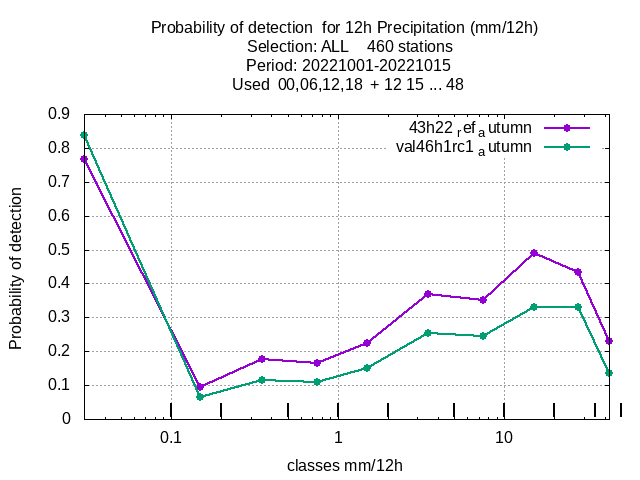 Probability of detection  for 12h Precipitation (mm/12h)
Selection: ALL    460 stations
Period: 20221001-20221015
Used  00,06,12,18  + 12 15 ... 48
43h22 ref autumn
val46h1rc1 autumn
0.9
0.8
0.7
0.6
0.5
0.4
0.3
0.2
0.1
0
Probability of detection
0.1 1 10
classes mm/12h